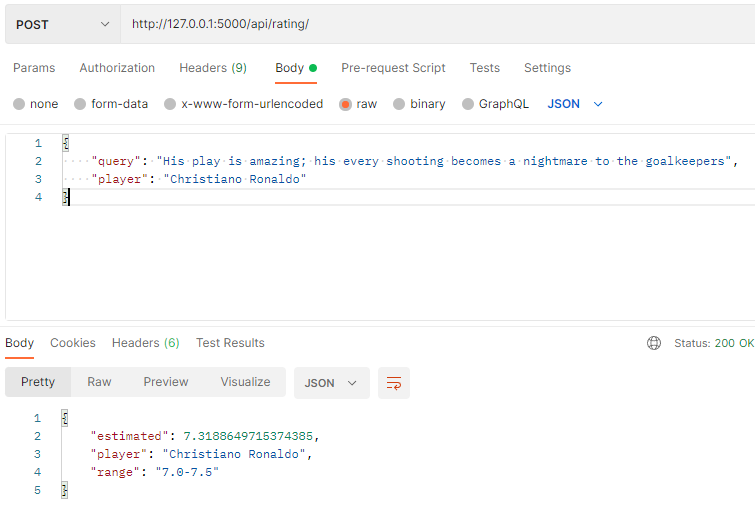 POST http://127.0.0.1:5000/api/rating/
Params Authorization Headers (9) Body Pre-request Script Tests Settings
none form-data x-www-form-urlencoded raw binary GraphQL JSON
1 {
2 "query": "His play is amazing; his every shooting becomes a nightmare to the goalkeepers",
3 "player": "Christiano Ronaldo"
4 }
Body Cookies Headers (6) Test Results Status: 200 OK
Pretty Raw Preview Visualize JSON
1 {
2 "estimated": 7.3188649715374385,
3 "player": "Christiano Ronaldo",
4 "range": "7.0-7.5"
5 }